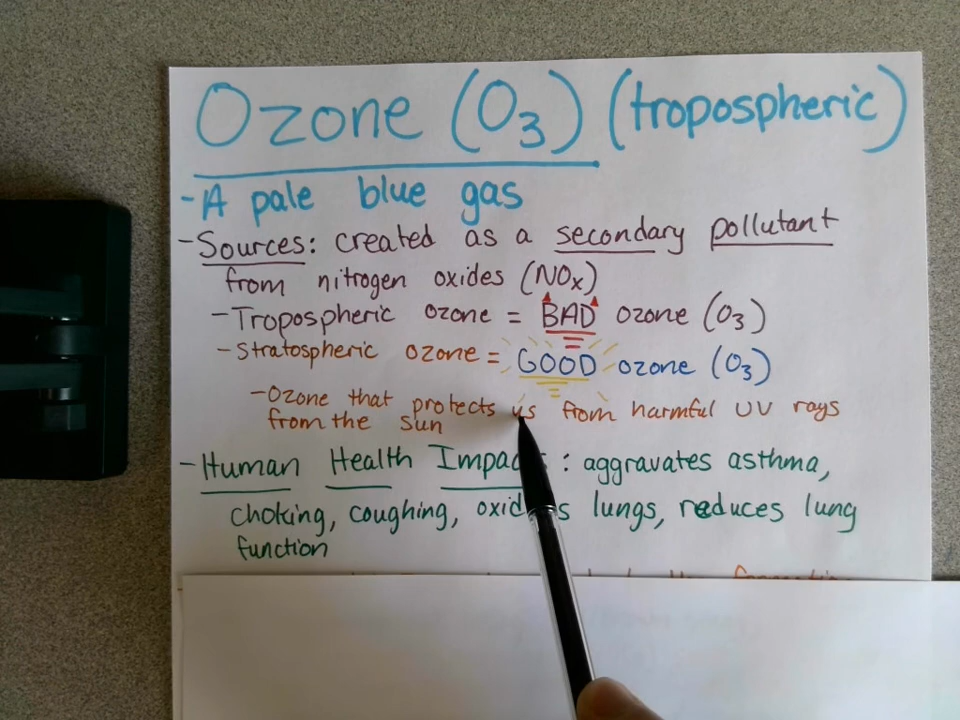 Ozone (O3) (tropospheric)
- A pale blue gas
- Sources: created as a secondary pollutant
from nitrogen oxides (NOx)
- Tropospheric ozone = BAD ozone (O3)
- Stratospheric ozone = GOOD ozone (O3)
- Ozone that protects us from harmful UV rays
from the sun
- Human Health : aggravates asthma,
choking, coughing, lungs, reduces lung
function